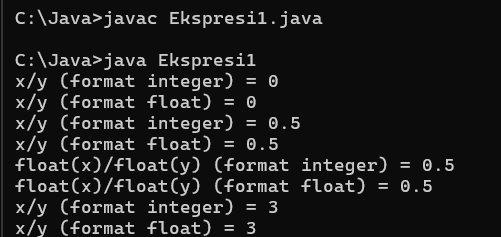 C:\Java>javac Ekspresi1.java
C:\Java>java Ekspresi1
x/y (format integer) = 0
x/y (format float) = 0
x/y (format integer) = 0.5
x/y (format float) = 0.5
float(x)/float(y) (format integer) = 0.5
float(x)/float(y) (format float) = 0.5
x/y (format integer) = 3
x/y (format float) = 3